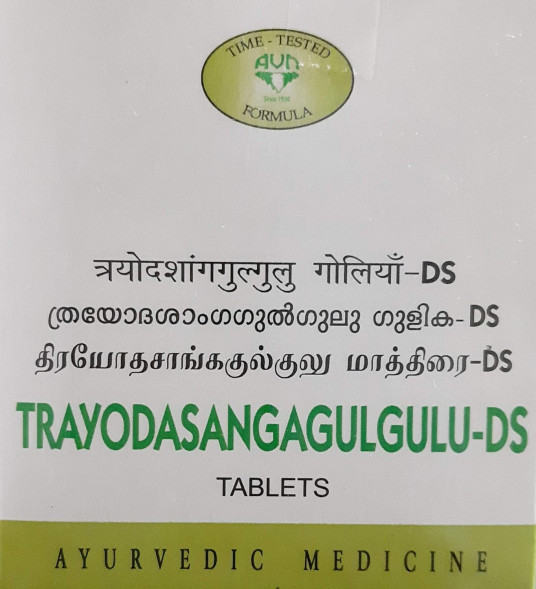 TIME - TESTED
AVN
Since 1930
FORMULA
त्रयोदशांगगुल्गुलु गोलियाँ-DS
ത്രയോദശാംഗഗുൽഗുലു ഗുളിക-DS
திரயோதசாங்ககுல்குலு மாத்திரை-DS
TRAYODASANGAGULGULU-DS
TABLETS
AYURVEDIC MEDICINE